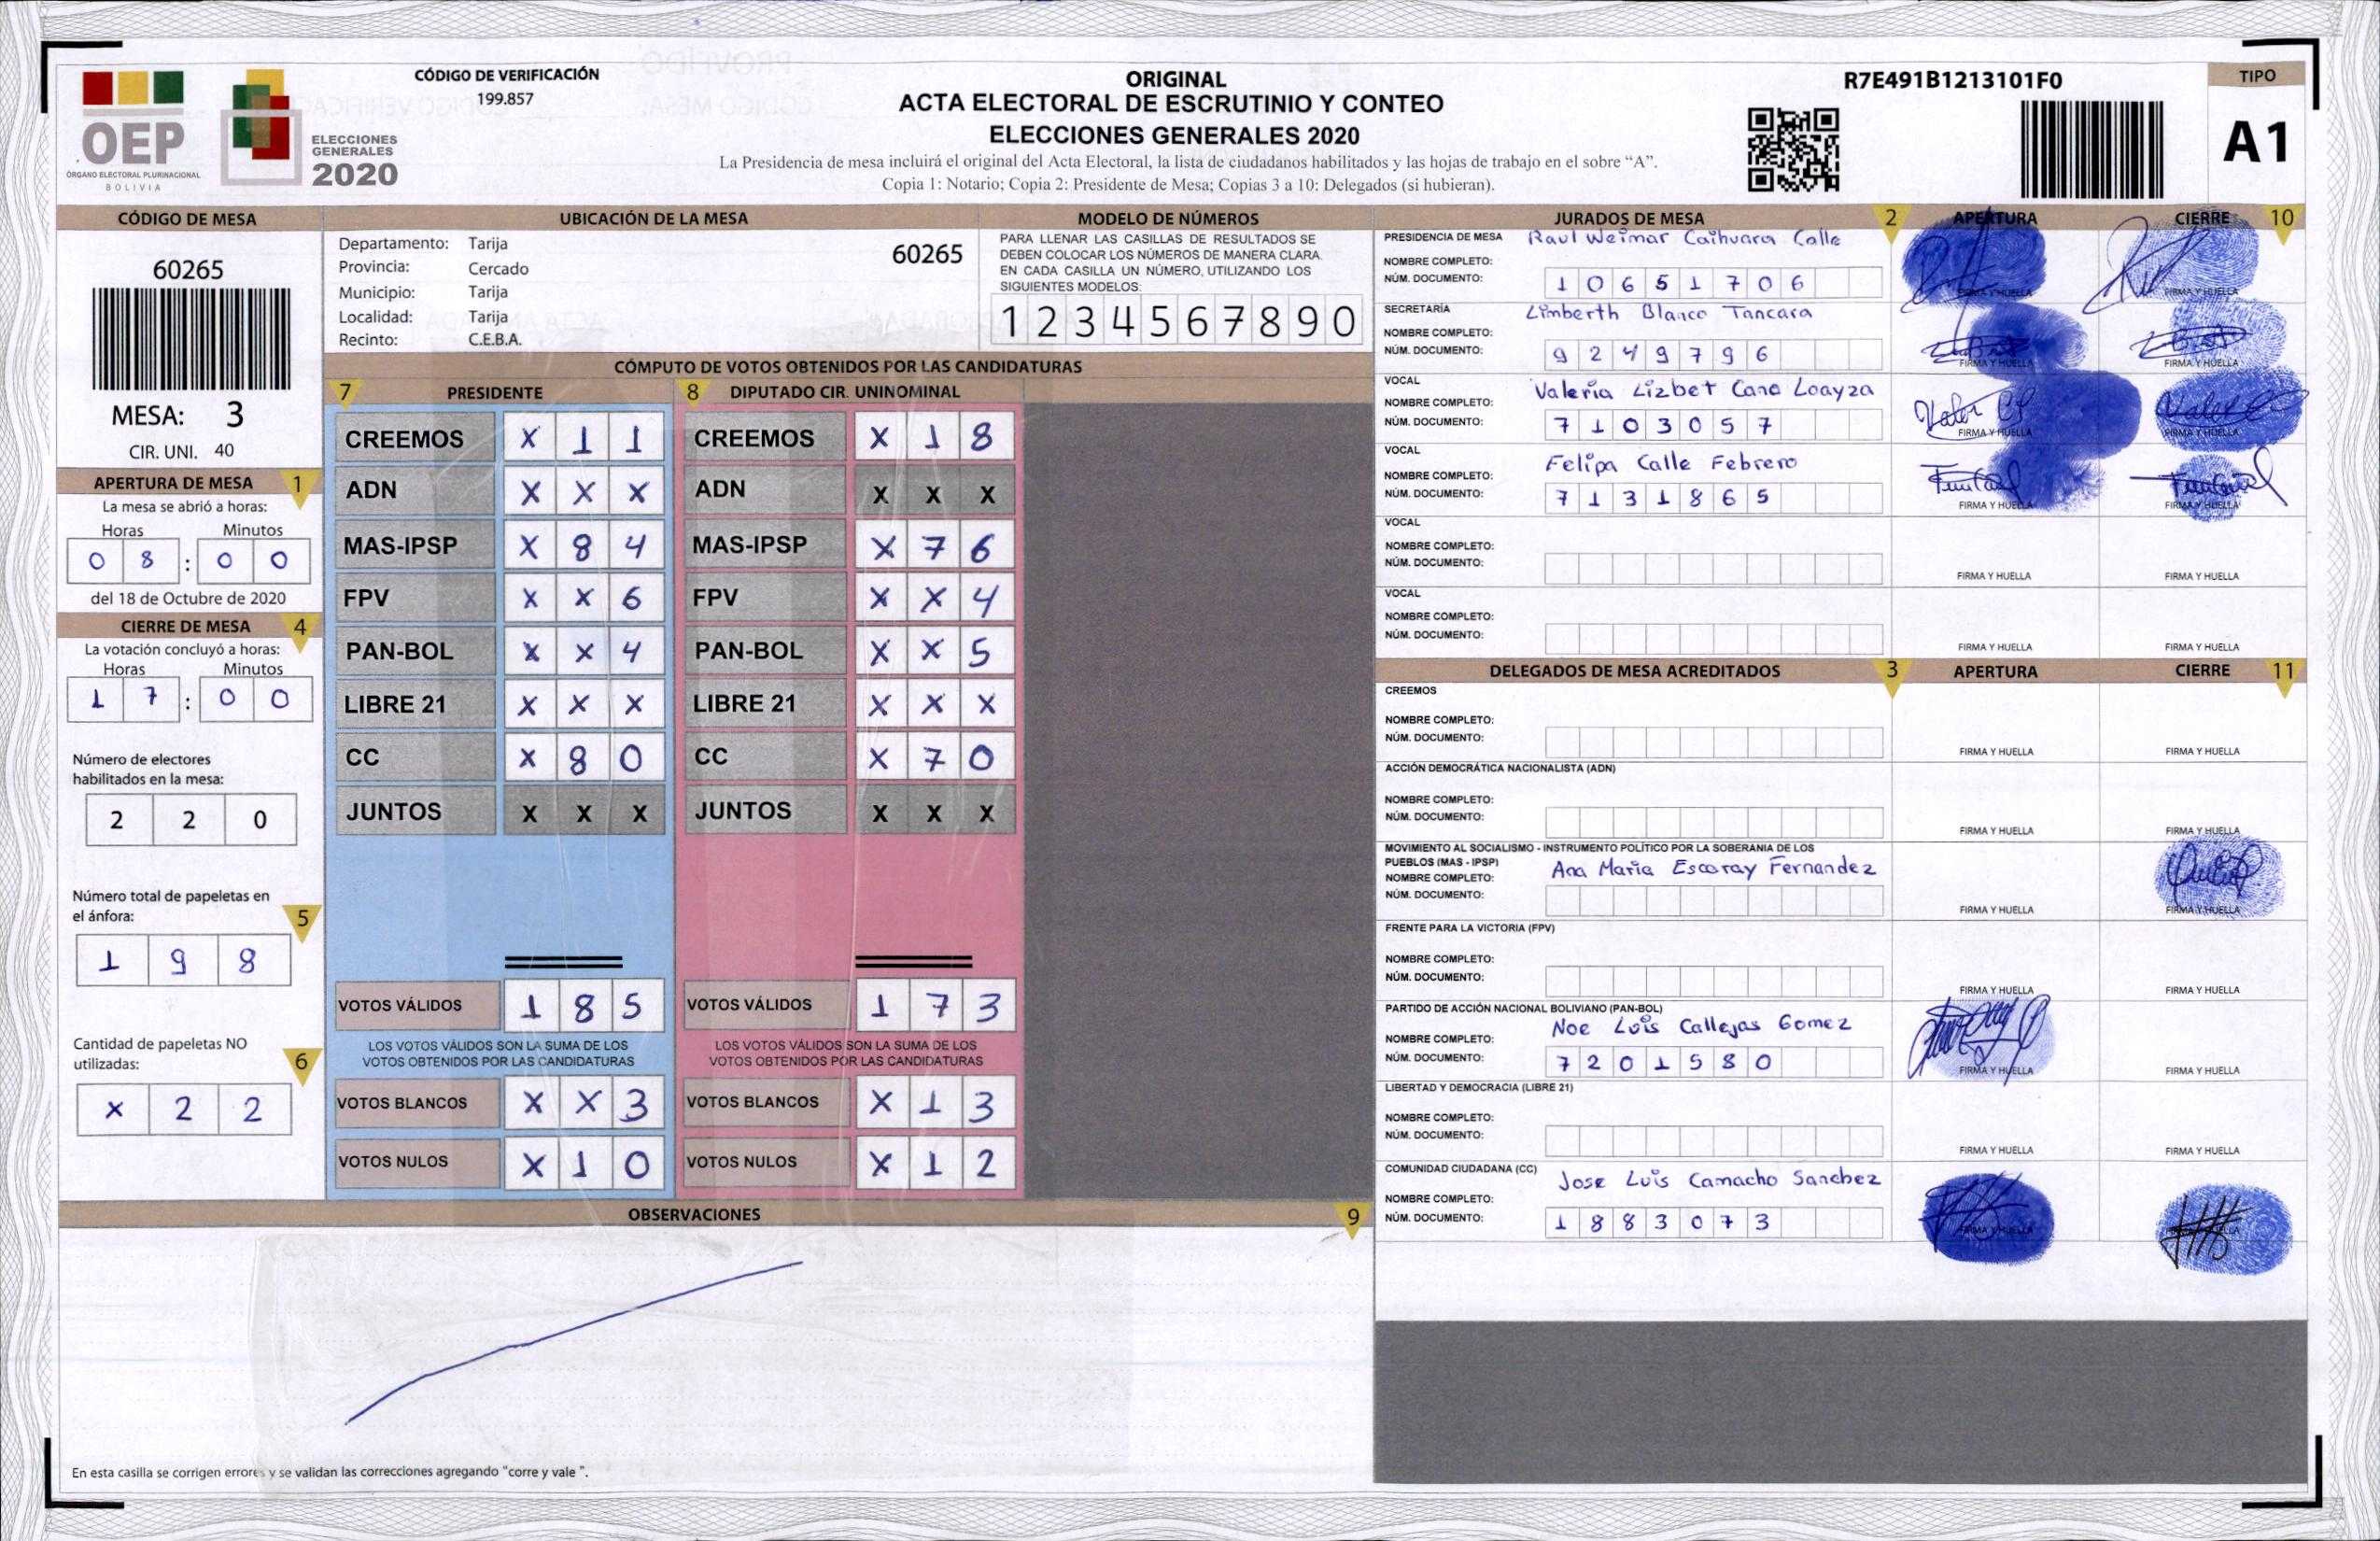 CÓDIGO DE VERIFICACIÓN
199.857
OEP
ÓRGANO ELECTORAL PLURINACIONAL
BOLIVIA
ELECCIONES
GENERALES
2020
ORIGINAL
ACTA ELECTORAL DE ESCRUTINIO Y CONTEO
ELECCIONES GENERALES 2020
La Presidencia de mesa incluirá el original del Acta Electoral, la lista de ciudadanos habilitados y las hojas de trabajo en el sobre “A”.
Copia 1: Notario; Copia 2: Presidente de Mesa; Copias 3 a 10: Delegados (si hubieran).
R7E491B1213101F0
TIPO
A1
CÓDIGO DE MESA
60265
MESA: 3
CIR. UNI. 40
APERTURA DE MESA 1
La mesa se abrió a horas:
Horas Minutos
0 8 : 0 0
del 18 de Octubre de 2020
CIERRE DE MESA 4
La votación concluyó a horas:
Horas Minutos
1 7 : 0 0
Número de electores
habilitados en la mesa:
2 2 0
Número total de papeletas en
el ánfora: 5
1 9 8
Cantidad de papeletas NO
utilizadas: 6
x 2 2
UBICACIÓN DE LA MESA
Departamento: Tarija
60265
Provincia: Cercado
Municipio: Tarija
Localidad: Tarija
Recinto: C.E.B.A.
MODELO DE NÚMEROS
PARA LLENAR LAS CASILLAS DE RESULTADOS SE
DEBEN COLOCAR LOS NÚMEROS DE MANERA CLARA.
EN CADA CASILLA UN NÚMERO, UTILIZANDO LOS
SIGUIENTES MODELOS:
1 2 3 4 5 6 7 8 9 0
CÓMPUTO DE VOTOS OBTENIDOS POR LAS CANDIDATURAS
7 PRESIDENTE 8 DIPUTADO CIR. UNINOMINAL
CREEMOS X 1 1 CREEMOS X 1 8
ADN X X X ADN X X X
MAS-IPSP X 8 4 MAS-IPSP X 7 6
FPV X X 6 FPV X X 4
PAN-BOL X X 4 PAN-BOL X X 5
LIBRE 21 X X X LIBRE 21 X X X
CC X 8 0 CC X 7 0
JUNTOS X X X JUNTOS X X X
VOTOS VÁLIDOS 1 8 5 VOTOS VÁLIDOS 1 7 3
LOS VOTOS VÁLIDOS SON LA SUMA DE LOS LOS VOTOS VÁLIDOS SON LA SUMA DE LOS
VOTOS OBTENIDOS POR LAS CANDIDATURAS VOTOS OBTENIDOS POR LAS CANDIDATURAS
VOTOS BLANCOS X X 3 VOTOS BLANCOS X 1 3
VOTOS NULOS X 1 0 VOTOS NULOS X 1 2
OBSERVACIONES 9
En esta casilla se corrigen errores y se validan las correcciones agregando "corre y vale ".
JURADOS DE MESA 2 APERTURA CIERRE 10
PRESIDENCIA DE MESA Raul Weimar Caihuara Calle
NOMBRE COMPLETO:
NÚM. DOCUMENTO: 1 0 6 5 1 7 0 6
FIRMA Y HUELLA FIRMA Y HUELLA
SECRETARÍA Limberth Blanco Tancara
NOMBRE COMPLETO:
NÚM. DOCUMENTO: 9 2 4 9 7 9 6
FIRMA Y HUELLA FIRMA Y HUELLA
VOCAL Valeria Lizbet Cano Loayza
NOMBRE COMPLETO:
NÚM. DOCUMENTO: 7 1 0 3 0 5 7
FIRMA Y HUELLA FIRMA Y HUELLA
VOCAL Felipa Calle Febrero
NOMBRE COMPLETO:
NÚM. DOCUMENTO: 7 1 3 1 8 6 5
FIRMA Y HUELLA FIRMA Y HUELLA
VOCAL
NOMBRE COMPLETO:
NÚM. DOCUMENTO:
FIRMA Y HUELLA FIRMA Y HUELLA
VOCAL
NOMBRE COMPLETO:
NÚM. DOCUMENTO:
FIRMA Y HUELLA FIRMA Y HUELLA
DELEGADOS DE MESA ACREDITADOS 3 APERTURA CIERRE 11
CREEMOS
NOMBRE COMPLETO:
NÚM. DOCUMENTO:
FIRMA Y HUELLA FIRMA Y HUELLA
ACCIÓN DEMOCRÁTICA NACIONALISTA (ADN)
NOMBRE COMPLETO:
NÚM. DOCUMENTO:
FIRMA Y HUELLA FIRMA Y HUELLA
MOVIMIENTO AL SOCIALISMO - INSTRUMENTO POLÍTICO POR LA SOBERANIA DE LOS
PUEBLOS (MAS - IPSP)
NOMBRE COMPLETO: Ana Maria Fernandez
NÚM. DOCUMENTO:
FIRMA Y HUELLA FIRMA Y HUELLA
FRENTE PARA LA VICTORIA (FPV)
NOMBRE COMPLETO:
NÚM. DOCUMENTO:
FIRMA Y HUELLA FIRMA Y HUELLA
PARTIDO DE ACCIÓN NACIONAL BOLIVIANO (PAN-BOL)
NOMBRE COMPLETO: Noe Luis Callejas Gomez
NÚM. DOCUMENTO: 7 2 0 1 5 8 0
FIRMA Y HUELLA FIRMA Y HUELLA
LIBERTAD Y DEMOCRACIA (LIBRE 21)
NOMBRE COMPLETO:
NÚM. DOCUMENTO:
FIRMA Y HUELLA FIRMA Y HUELLA
COMUNIDAD CIUDADANA (CC) Jose Luis Camacho Sanchez
NOMBRE COMPLETO:
NÚM. DOCUMENTO: 1 8 8 3 0 7 3
FIRMA Y HUELLA FIRMA Y HUELLA